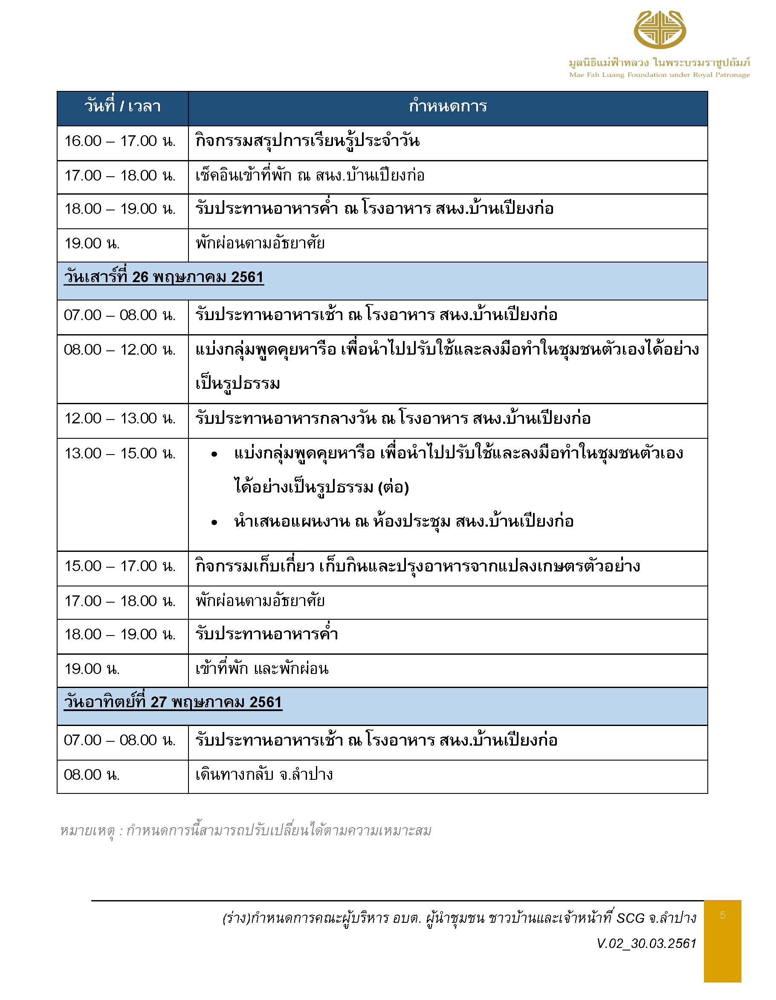 มูลนิธิแม่ฟ้าหลวง ในพระบรมราชูปถัมภ์
Mae Fah Luang Foundation under Royal Patronage
วันที่ / เวลา กำหนดการ
16.00 – 17.00 น. กิจกรรมสรุปการเรียนรู้ประจำวัน
17.00 – 18.00 น. เช็คอินเข้าที่พัก ณ สนง.บ้านเปียงก่อ
18.00 – 19.00 น. รับประทานอาหารค่ำ ณ โรงอาหาร สนง.บ้านเปียงก่อ
19.00 น. พักผ่อนตามอัธยาศัย
วันเสาร์ที่ 26 พฤษภาคม 2561
07.00 – 08.00 น. รับประทานอาหารเช้า ณ โรงอาหาร สนง.บ้านเปียงก่อ
08.00 – 12.00 น. แบ่งกลุ่มพูดคุยหารือ เพื่อนำไปปรับใช้และลงมือทำในชุมชนตัวเองได้อย่าง
เป็นรูปธรรม
12.00 – 13.00 น. รับประทานอาหารกลางวัน ณ โรงอาหาร สนง.บ้านเปียงก่อ
13.00 – 15.00 น. • แบ่งกลุ่มพูดคุยหารือ เพื่อนำไปปรับใช้และลงมือทำในชุมชนตัวเอง
ได้อย่างเป็นรูปธรรม (ต่อ)
• นำเสนอแผนงาน ณ ห้องประชุม สนง.บ้านเปียงก่อ
15.00 – 17.00 น. กิจกรรมเก็บเกี่ยว เก็บกินและปรุงอาหารจากแปลงเกษตรตัวอย่าง
17.00 – 18.00 น. พักผ่อนตามอัธยาศัย
18.00 – 19.00 น. รับประทานอาหารค่ำ
19.00 น. เข้าที่พัก และพักผ่อน
วันอาทิตย์ที่ 27 พฤษภาคม 2561
07.00 – 08.00 น. รับประทานอาหารเช้า ณ โรงอาหาร สนง.บ้านเปียงก่อ
08.00 น. เดินทางกลับ จ.ลำปาง
หมายเหตุ : กำหนดการนี้สามารถปรับเปลี่ยนได้ตามความเหมาะสม
(ร่าง)กำหนดการคณะผู้บริหาร อบต. ผู้นำชุมชน ชาวบ้านและเจ้าหน้าที่ SCG จ.ลำปาง 5
V.02_30.03.2561